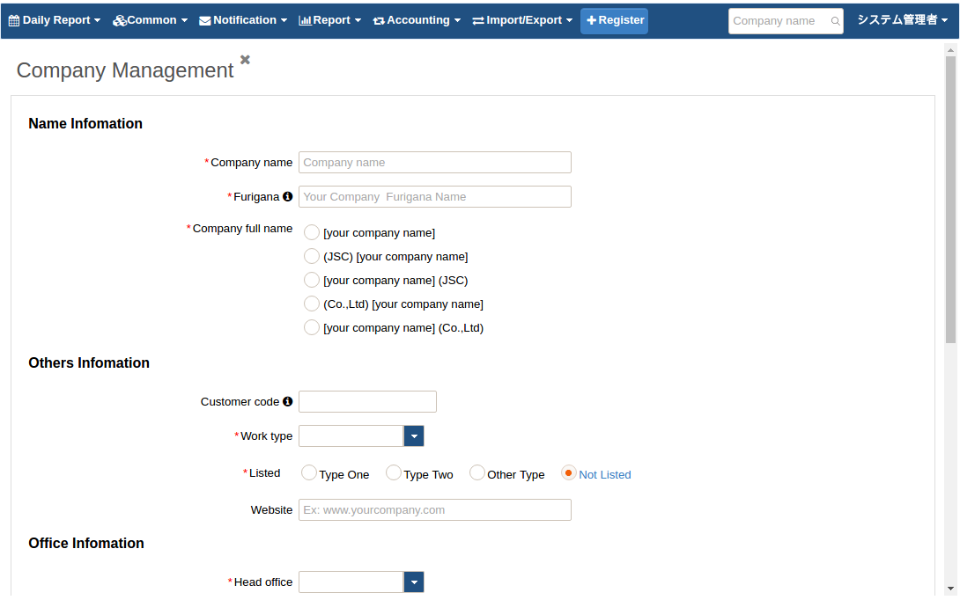 Daily Report Common Notification Report Accounting Import/Export Register Company name システム管理者
Company Management
Name Infomation
*Company name Company name
*Furigana Your Company Furigana Name
*Company full name [your company name]
(JSC) [your company name]
[your company name] (JSC)
(Co.,Ltd) [your company name]
[your company name] (Co.,Ltd)
Others Infomation
Customer code
*Work type
*Listed Type One Type Two Other Type Not Listed
Website Ex: www.yourcompany.com
Office Infomation
*Head office